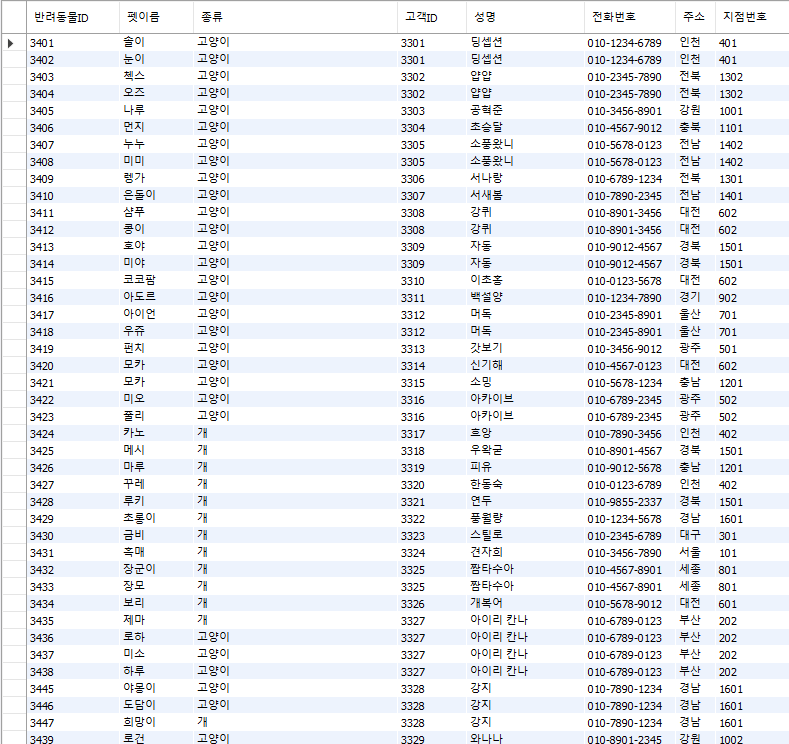 반려동물ID 펫이름 종류 고객ID 성명 전화번호 주소 지점번호
3401 솔이 고양이 3301 딩셉션 010-1234-6789 인천 401
3402 눈이 고양이 3301 딩셉션 010-1234-6789 인천 401
3403 첵스 고양이 3302 얍얍 010-2345-7890 전북 1302
3404 오즈 고양이 3302 얍얍 010-2345-7890 전북 1302
3405 나루 고양이 3303 공혁준 010-3456-8901 강원 1001
3406 먼지 고양이 3304 초승달 010-4567-9012 충북 1101
3407 누누 고양이 3305 소풍왔니 010-5678-0123 전남 1402
3408 미미 고양이 3305 소풍왔니 010-5678-0123 전남 1402
3409 렝가 고양이 3306 서나랑 010-6789-1234 전북 1301
3410 은돌이 고양이 3307 서새봄 010-7890-2345 전남 1401
3411 샴푸 고양이 3308 강퀴 010-8901-3456 대전 602
3412 콩이 고양이 3308 강퀴 010-8901-3456 대전 602
3413 호야 고양이 3309 자동 010-9012-4567 경북 1501
3414 미야 고양이 3309 자동 010-9012-4567 경북 1501
3415 코코팜 고양이 3310 이초홍 010-0123-5678 대전 602
3416 아도르 고양이 3311 백설양 010-1234-7890 경기 902
3417 아이언 고양이 3312 머독 010-2345-8901 울산 701
3418 우쥬 고양이 3312 머독 010-2345-8901 울산 701
3419 펀치 고양이 3313 갓보기 010-3456-9012 광주 501
3420 모카 고양이 3314 신기해 010-4567-0123 대전 602
3421 모카 고양이 3315 소밍 010-5678-1234 충남 1201
3422 미오 고양이 3316 아카이브 010-6789-2345 광주 502
3423 쫄리 고양이 3316 아카이브 010-6789-2345 광주 502
3424 카노 개 3317 흐앙 010-7890-3456 인천 402
3425 메시 개 3318 우왁굳 010-8901-4567 경북 1501
3426 마루 개 3319 피유 010-9012-5678 충남 1201
3427 꾸레 개 3320 한동숙 010-0123-6789 인천 402
3428 루키 개 3321 연두 010-9855-2337 경북 1501
3429 초롱이 개 3322 풍월량 010-1234-5678 경남 1601
3430 금비 개 3323 스틸로 010-2345-6789 대구 301
3431 흑매 개 3324 견자희 010-3456-7890 서울 101
3432 장군이 개 3325 짬타수아 010-4567-8901 세종 801
3433 장모 개 3325 짬타수아 010-4567-8901 세종 801
3434 보리 개 3326 개복어 010-5678-9012 대전 601
3435 제마 개 3327 아이리 칸나 010-6789-0123 부산 202
3436 로하 고양이 3327 아이리 칸나 010-6789-0123 부산 202
3437 미소 고양이 3327 아이리 칸나 010-6789-0123 부산 202
3438 하루 고양이 3327 아이리 칸나 010-6789-0123 부산 202
3445 야몽이 고양이 3328 강지 010-7890-1234 경남 1601
3446 도담이 고양이 3328 강지 010-7890-1234 경남 1601
3447 희망이 개 3328 강지 010-7890-1234 경남 1601
3439 로건 고양이 3329 와나나 010-8901-2345 강원 1002